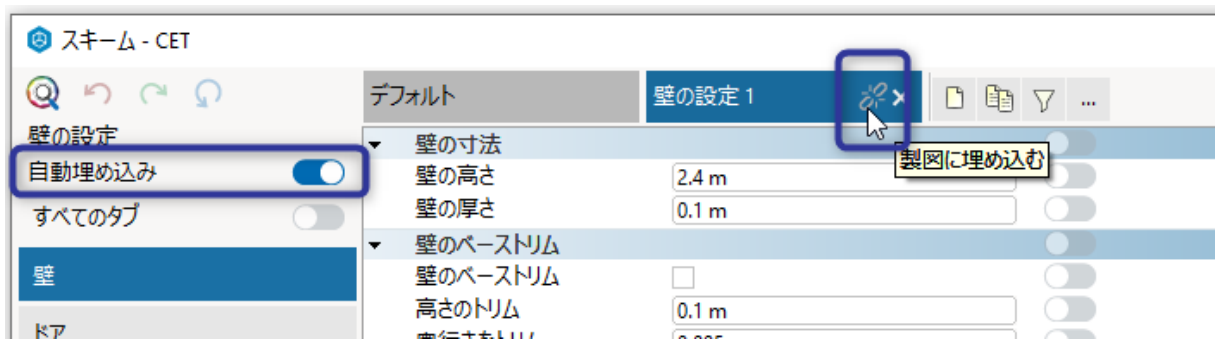 スキーム - CET
デフォルト
壁の設定 1
...
壁の設定
自動埋め込み
すべてのタブ
壁
ドア
壁の寸法
製図に埋め込む
壁の高さ
2.4 m
壁の厚さ
0.1 m
壁のベーストリム
壁のベーストリム
高さのトリム
0.1 m